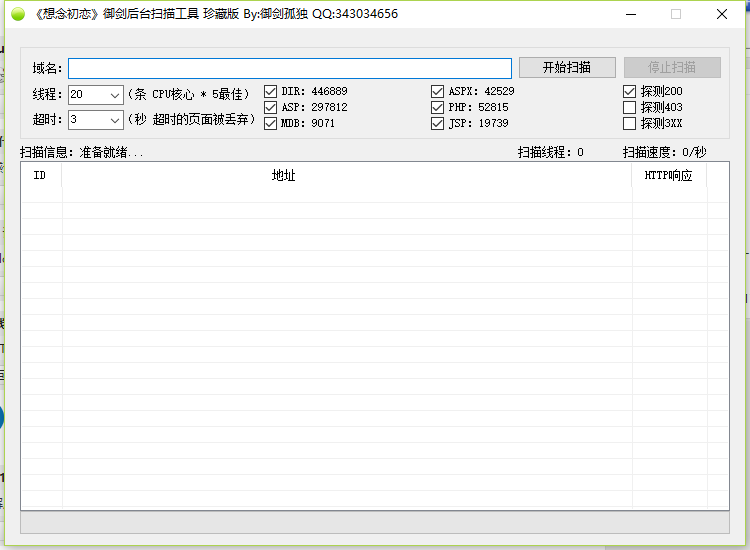 《想念初恋》御剑后台扫描工具 珍藏版 By:御剑孤独 QQ:343034656
域名: 开始扫描 停止扫描
线程: 20 (条 CPU核心 * 5最佳) DIR: 446889 ASPX: 42529 探测200
ASP: 297812 PHP: 52815 探测403
超时: 3 (秒 超时的页面被丢弃) MDB: 9071 JSP: 19739 探测3XX
扫描信息: 准备就绪... 扫描线程: 0 扫描速度: 0/秒
ID 地址 HTTP响应